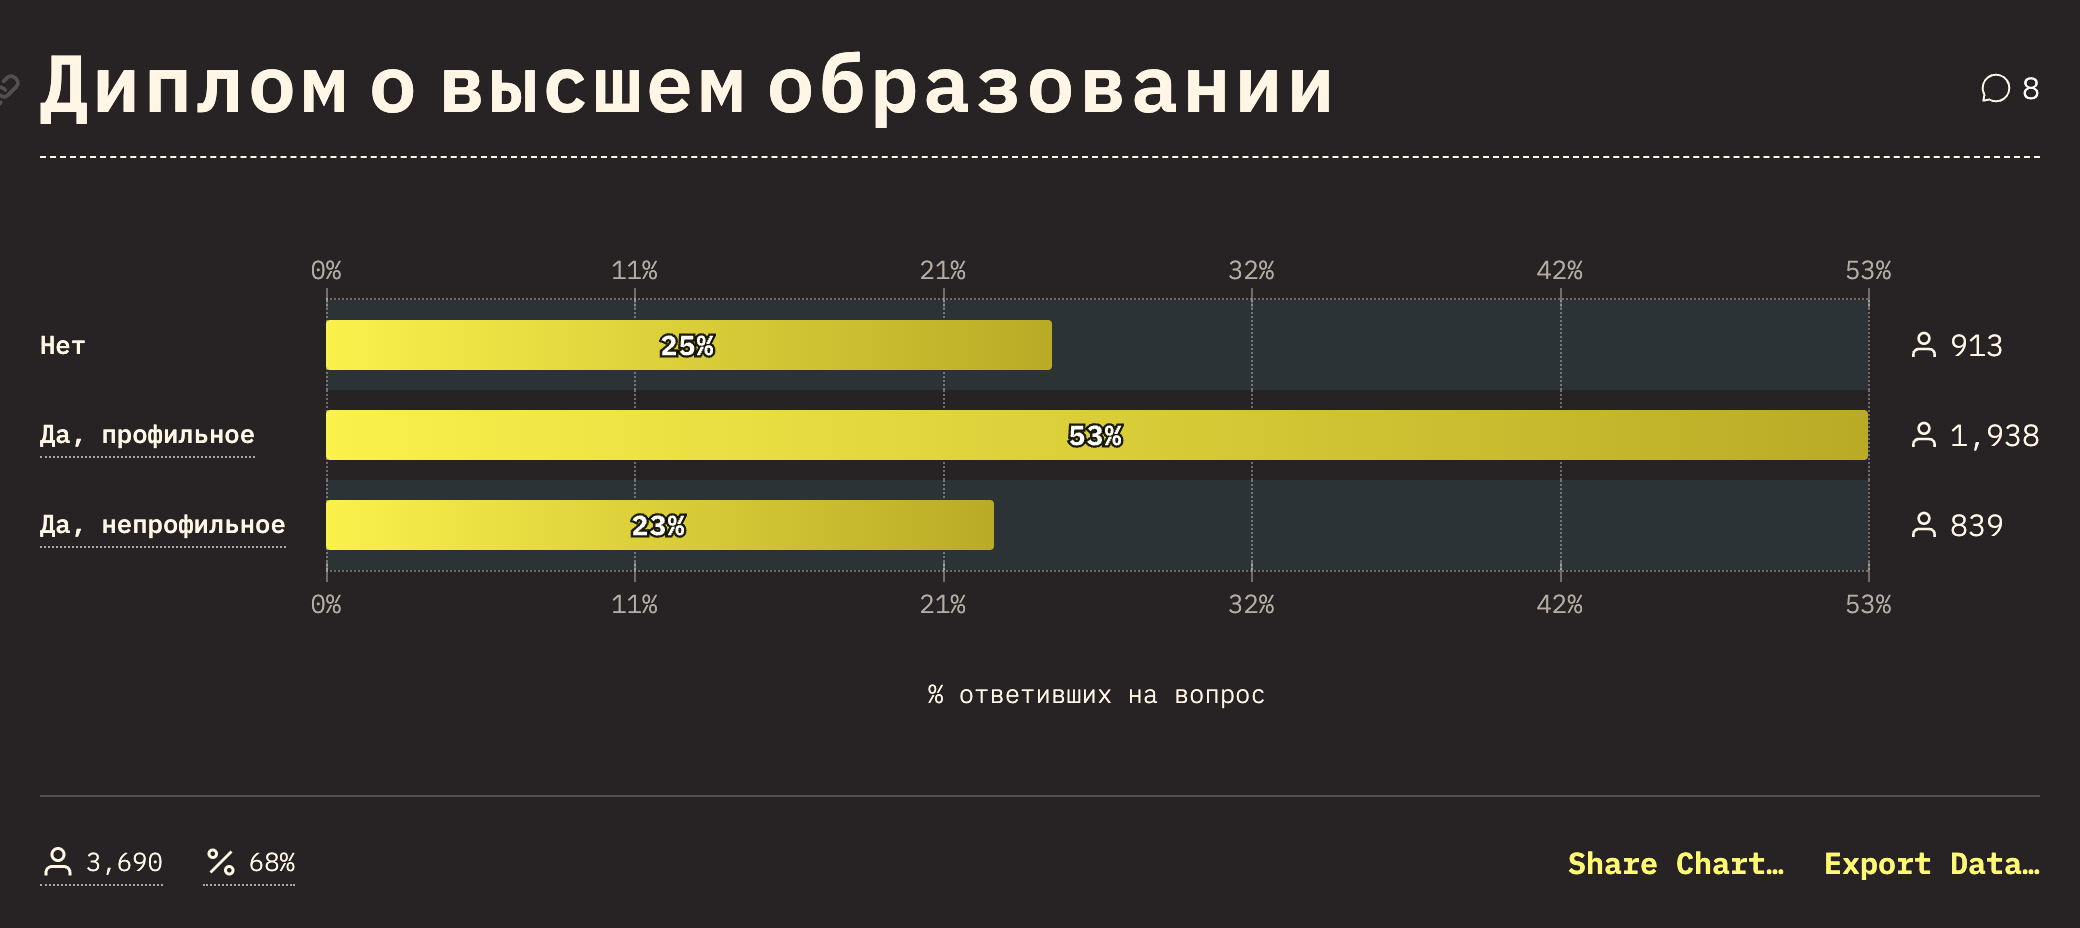 Диплом о высшем образовании
8
0% 11% 21% 32% 42% 53%
Нет 25% 913
Да, профильное 53% 1,938
Да, непрофильное 23% 839
0% 11% 21% 32% 42% 53%
% ответивших на вопрос
3,690 68% Share Chart… Export Data…